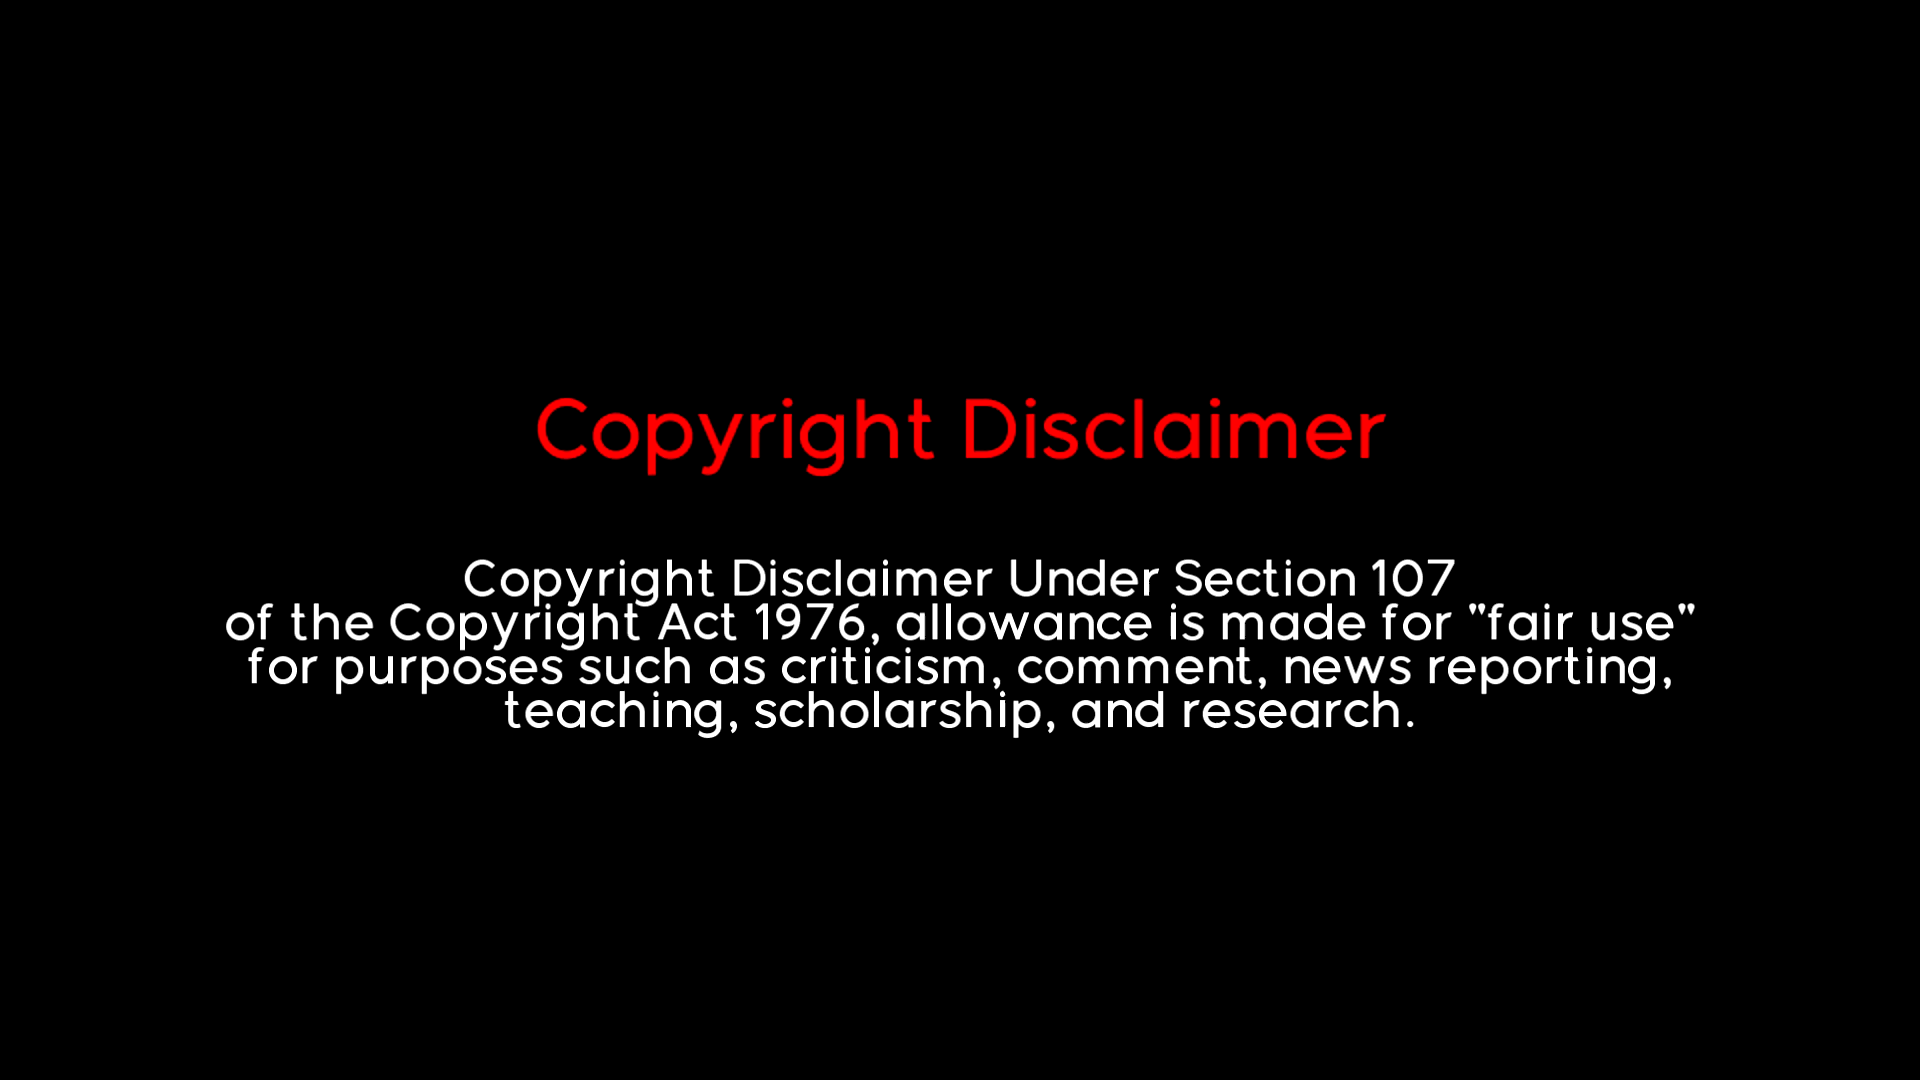 Copyright Disclaimer
Copyright Disclaimer Under Section 107
of the Copyright Act 1976, allowance is made for "fair use"
for purposes such as criticism, comment, news reporting,
teaching, scholarship, and research.